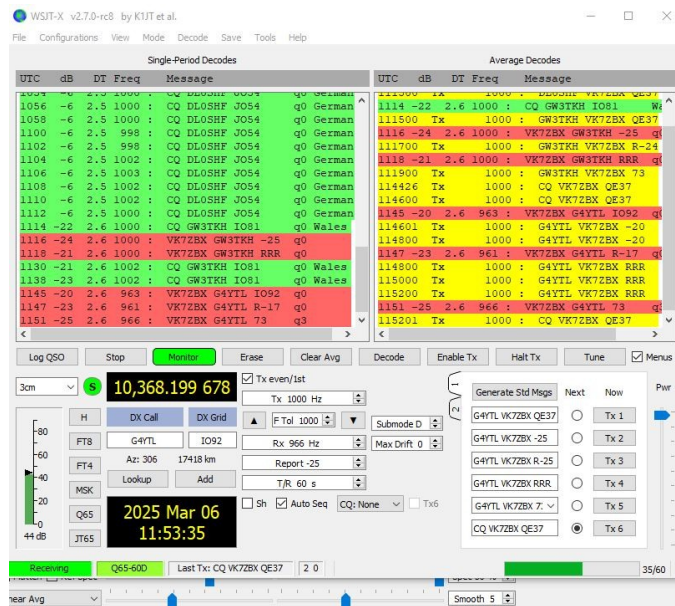 WSJT-X v2.7.0-rc8 by K1JT et al.
File Configurations View Mode Decode Save Tools Help
Single-Period Decodes
UTC dB DT Freq Message
1056 -6 2.5 1000 : CQ DL0SHF JO54 q0 German
1058 -6 2.5 1000 : CQ DL0SHF JO54 q0 German
1100 -6 2.5 998 : CQ DL0SHF JO54 q0 German
1102 -6 2.5 998 : CQ DL0SHF JO54 q0 German
1104 -6 2.5 1002 : CQ DL0SHF JO54 q0 German
1106 -6 2.5 1003 : CQ DL0SHF JO54 q0 German
1108 -6 2.5 1002 : CQ DL0SHF JO54 q0 German
1110 -6 2.5 1002 : CQ DL0SHF JO54 q0 German
1112 -6 2.5 1002 : CQ DL0SHF JO54 q0 German
1114 -22 2.6 1000 : CQ GW3TKH IO81 q0 Wales
1116 -24 2.6 1000 : VK7ZBX GW3TKH -25 q0
1118 -21 2.6 1000 : VK7ZBX GW3TKH RRR q0
1130 -21 2.6 1002 : CQ GW3TKH IO81 q0 Wales
1138 -23 2.6 1002 : CQ GW3TKH IO81 q0 Wales
1145 -20 2.6 963 : VK7ZBX G4YTL IO92 q0
1147 -23 2.6 961 : VK7ZBX G4YTL R-17 q0
1151 -25 2.6 966 : VK7ZBX G4YTL 73 q3
Average Decodes
UTC dB DT Freq Message
111300 Tx 1000 : DL0SHF VK7ZBX QE37
1114 -22 2.6 1000 : CQ GW3TKH IO81 Wa
111500 Tx 1000 : GW3TKH VK7ZBX QE37
1116 -24 2.6 1000 : VK7ZBX GW3TKH -25 q0
111700 Tx 1000 : GW3TKH VK7ZBX R-24
1118 -21 2.6 1000 : VK7ZBX GW3TKH RRR q0
111900 Tx 1000 : GW3TKH VK7ZBX 73
114426 Tx 1000 : CQ VK7ZBX QE37
114600 Tx 1000 : CQ VK7ZBX QE37
1145 -20 2.6 963 : VK7ZBX G4YTL IO92 q0
114601 Tx 1000 : G4YTL VK7ZBX -20
114800 Tx 1000 : G4YTL VK7ZBX -20
1147 -23 2.6 961 : VK7ZBX G4YTL R-17 q0
114800 Tx 1000 : G4YTL VK7ZBX RRR
115000 Tx 1000 : G4YTL VK7ZBX RRR
115200 Tx 1000 : G4YTL VK7ZBX RRR
1151 -25 2.6 966 : VK7ZBX G4YTL 73 q3
115201 Tx 1000 : CQ VK7ZBX QE37
Log QSO Stop Monitor Erase Clear Avg Decode Enable Tx Halt Tx Tune Menus
3cm S 10,368.199 678
Tx even/1st
Tx 1000 Hz
F Tol 1000
Rx 966 Hz
Report -25
T/R 60 s
Submode D
Max Drift 0
Sh Auto Seq CQ: None Tx6
-80
-60
-40
-20
-0
44 dB
H
FT8
FT4
MSK
Q65
JT65
DX Call DX Grid
G4YTL IO92
Az: 306 17418 km
Lookup Add
2025 Mar 06
11:53:35
1
2
Generate Std Msgs Next Now
G4YTL VK7ZBX QE37 Tx 1
G4YTL VK7ZBX -25 Tx 2
G4YTL VK7ZBX R-25 Tx 3
G4YTL VK7ZBX RRR Tx 4
G4YTL VK7ZBX 7: Tx 5
CQ VK7ZBX QE37 Tx 6
Pwr
Receiving Q65-60D Last Tx: CQ VK7ZBX QE37 2 0 35/60
near Avg Smooth 5